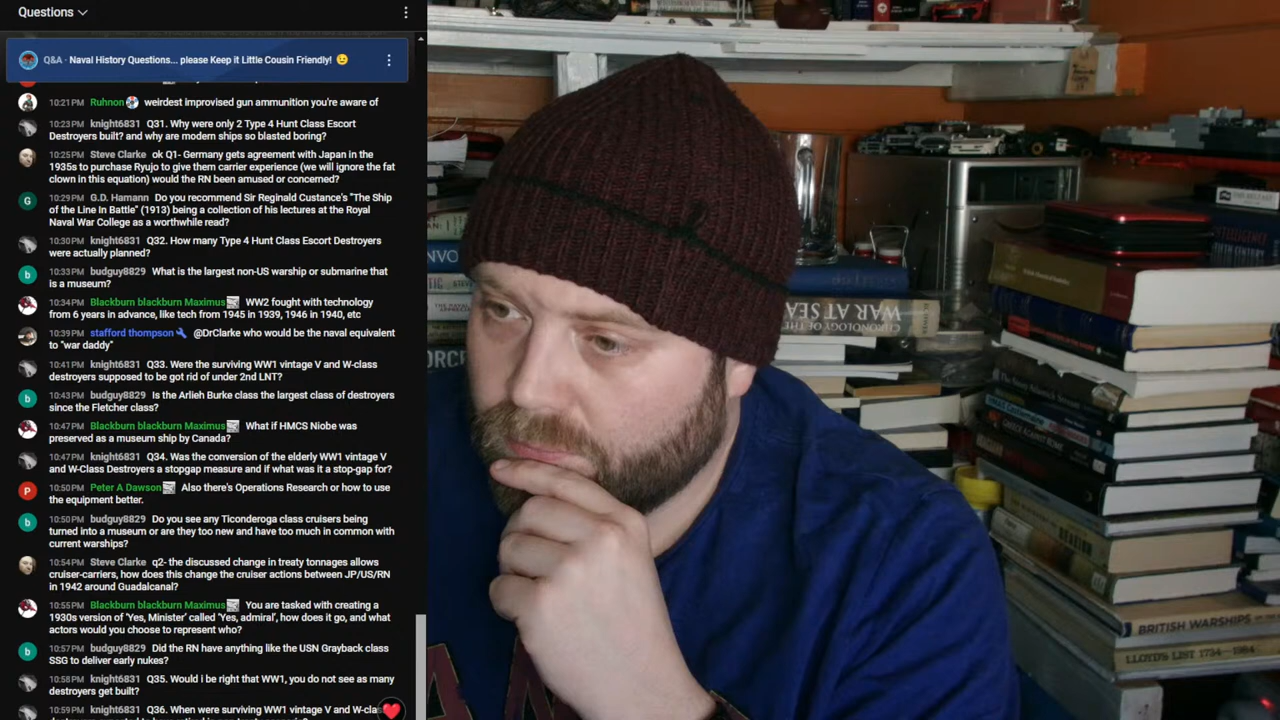 Questions
Q&A · Naval History Questions... please Keep it Little Cousin Friendly! 😉
10:21 PM Ruhnon weirdest improvised gun ammunition you're aware of
10:23 PM knight6831 Q31. Why were only 2 Type 4 Hunt Class Escort
Destroyers built? and why are modern ships so blasted boring?
10:25 PM Steve Clarke ok Q1- Germany gets agreement with Japan in the
1935s to purchase Ryujo to give them carrier experience (we will ignore the fat
clown in this equation) would the RN been amused or concerned?
G
10:29 PM G.D. Hamann Do you recommend Sir Reginald Custance's "The Ship
of the Line In Battle" (1913) being a collection of his lectures at the Royal
Naval War College as a worthwhile read?
10:30 PM knight6831 Q32. How many Type 4 Hunt Class Escort Destroyers
were actually planned?
b
10:33 PM budguy8829 What is the largest non-US warship or submarine that
is a museum?
10:34 PM Blackburn blackburn Maximus WW2 fought with technology
from 6 years in advance, like tech from 1945 in 1939, 1946 in 1940, etc
10:39 PM stafford thompson @DrClarke who would be the naval equivalent
to "war daddy"
10:41 PM knight6831 Q33. Were the surviving WW1 vintage V and W-class
destroyers supposed to be got rid of under 2nd LNT?
b
10:43 PM budguy8829 Is the Arlieh Burke class the largest class of destroyers
since the Fletcher class?
10:47 PM Blackburn blackburn Maximus What if HMCS Niobe was
preserved as a museum ship by Canada?
10:47 PM knight6831 Q34. Was the conversion of the elderly WW1 vintage V
and W-Class Destroyers a stopgap measure and if what was it a stop-gap for?
P
10:50 PM Peter A Dawson Also there's Operations Research or how to use
the equipment better.
b
10:50 PM budguy8829 Do you see any Ticonderoga class cruisers being
turned into a museum or are they too new and have too much in common with
current warships?
10:54 PM Steve Clarke q2- the discussed change in treaty tonnages allows
cruiser-carriers, how does this change the cruiser actions between JP/US/RN
in 1942 around Guadalcanal?
10:55 PM Blackburn blackburn Maximus You are tasked with creating a
1930s version of 'Yes, Minister' called 'Yes, admiral', how does it go, and what
actors would you choose to represent who?
b
10:57 PM budguy8829 Did the RN have anything like the USN Grayback class
SSG to deliver early nukes?
10:58 PM knight6831 Q35. Would i be right that WW1, you do not see as many
destroyers get built?
10:59 PM knight6831 Q36. When were surviving WW1 vintage V and W-clas
CHRONOLOGY OF THE
WAR AT SEA
BRITISH WARSHIPS
LLOYD'S LIST 1734-1984